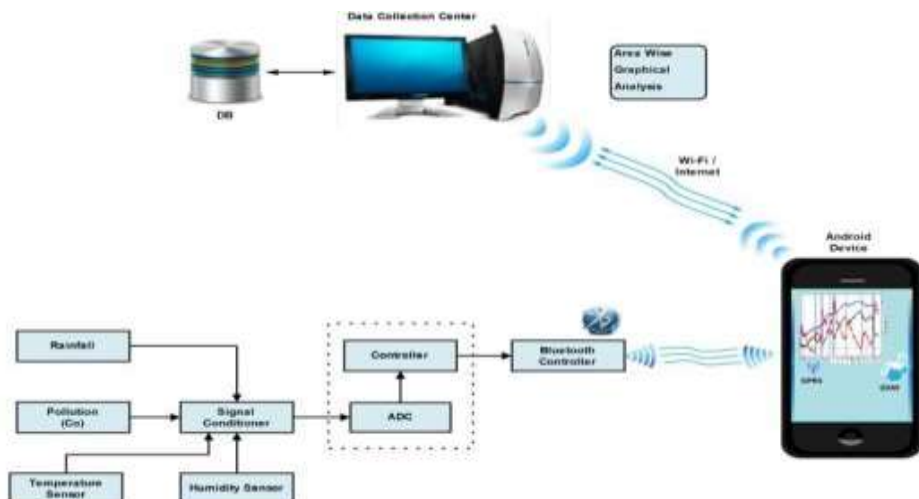 Data Collection Center
Area Wise
Graphical
Analysis
DB
Wi-Fi /
Internet
Android
Device
Rainfall
Controller
Bluetooth
Controller
GPRS
Pollution
(Co)
Signal
Conditioner
ADC
Temperature
Sensor
Humidity Sensor